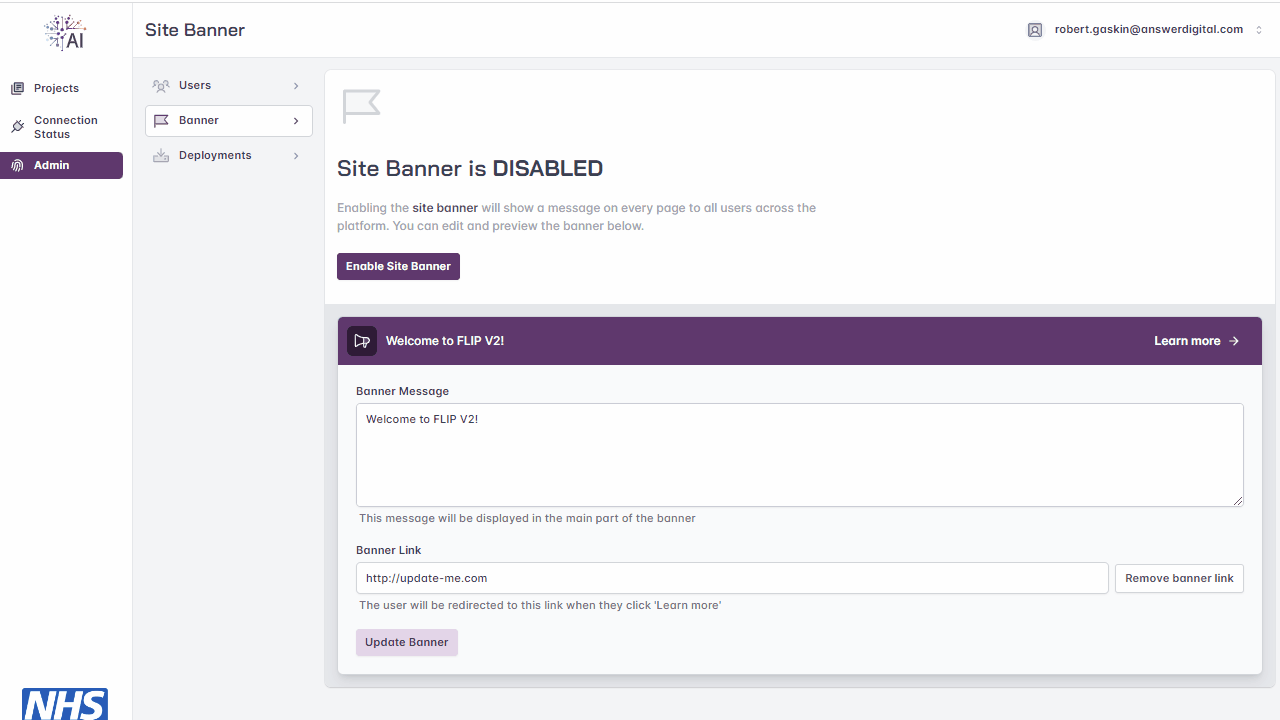 AI
Site Banner
robert.gaskin@answerdigital.com
Projects
Connection
Status
Admin
Users
Banner
Deployments
Site Banner is DISABLED
Enabling the site banner will show a message on every page to all users across the
platform. You can edit and preview the banner below.
Enable Site Banner
Welcome to FLIP V2!
Learn more →
Banner Message
Welcome to FLIP V2!
This message will be displayed in the main part of the banner
Banner Link
http://update-me.com
Remove banner link
The user will be redirected to this link when they click 'Learn more'
Update Banner
NHS